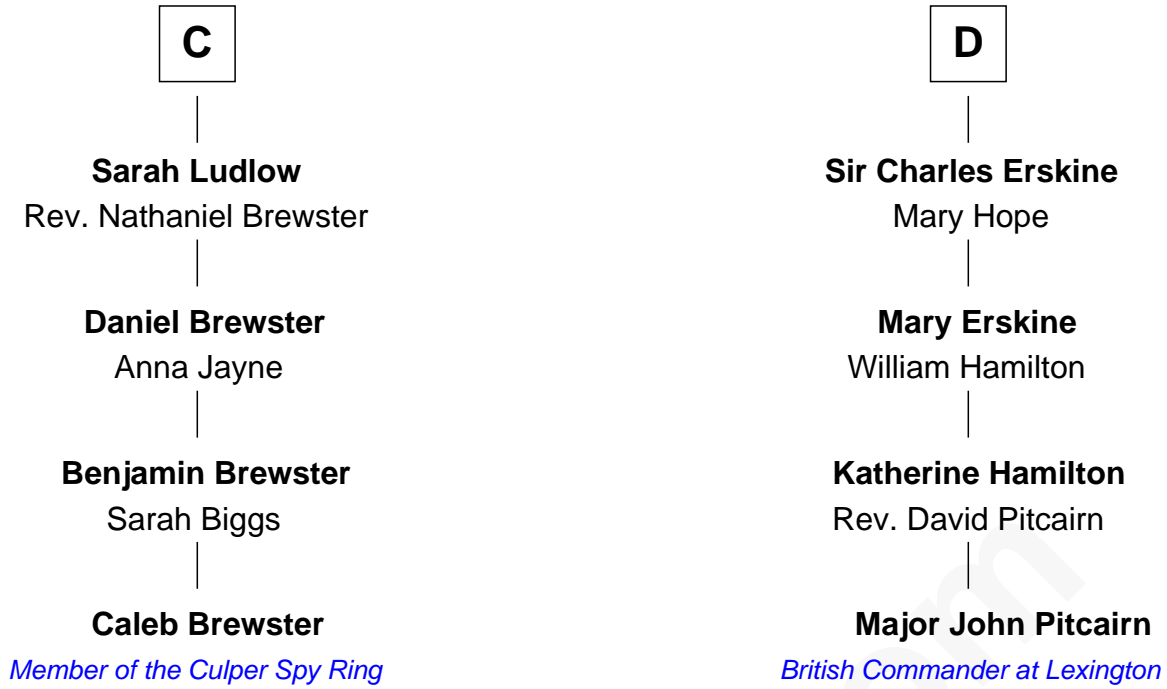 C
Sarah Ludlow
Rev. Nathaniel Brewster
Daniel Brewster
Anna Jayne
Benjamin Brewster
Sarah Biggs
Caleb Brewster
Member of the Culper Spy Ring
D
Sir Charles Erskine
Mary Hope
Mary Erskine
William Hamilton
Katherine Hamilton
Rev. David Pitcairn
Major John Pitcairn
British Commander at Lexington